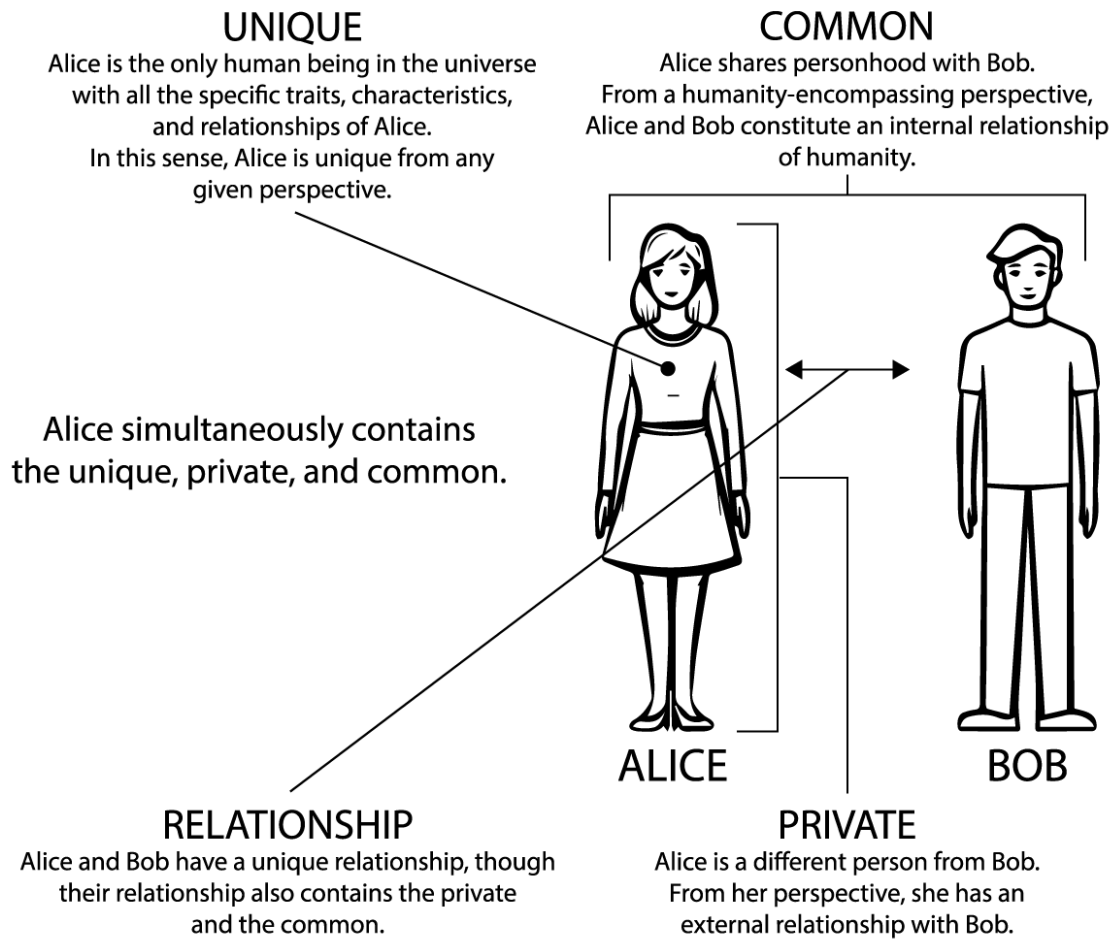 UNIQUE
Alice is the only human being in the universe
with all the specific traits, characteristics,
and relationships of Alice.
In this sense, Alice is unique from any
given perspective.
COMMON
Alice shares personhood with Bob.
From a humanity-encompassing perspective,
Alice and Bob constitute an internal relationship
of humanity.
Alice simultaneously contains
the unique, private, and common.
ALICE
BOB
RELATIONSHIP
Alice and Bob have a unique relationship, though
their relationship also contains the private
and the common.
PRIVATE
Alice is a different person from Bob.
From her perspective, she has an
external relationship with Bob.